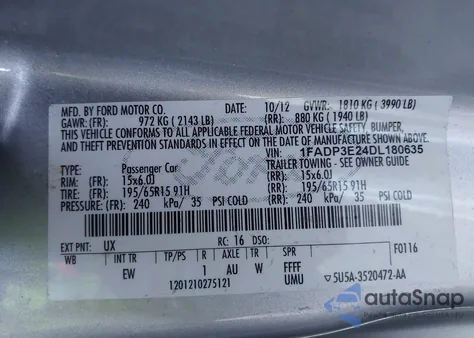 MFD. BY FORD MOTOR CO. DATE: 10/12 GVWR: 1810 KG ( 3990 LB)
GAWR: (FR): 972 KG ( 2143 LB) (RR): 880 KG ( 1940 LB)
THIS VEHICLE CONFORMS TO ALL APPLICABLE FEDERAL MOTOR VEHICLE SAFETY, BUMPER,
AND THEFT PREVENTION STANDARDS IN EFFECT ON THE DATE OF MANUFACTURE SHOWN ABOVE.
VIN: 1FADP3E24DL180635
TYPE: Passenger Car TRAILER TOWING - SEE OWNER GUIDE
RIM: (FR): 15x6.0J (RR): 15x6.0J
TIRE: (FR): 195/65R15 91H (RR): 195/65R15 91H
PRESSURE: (FR): 240 kPa/ 35 PSI COLD (RR): 240 kPa/ 35 PSI COLD
EXT PNT: UX RC: 16 DSO: F0116
WB INT TR TP/PS R AXLE TR SPR
EW 1 AU W FFFF
1201210275121 UMU ▽5U5A-3520472-AA
autoSnap